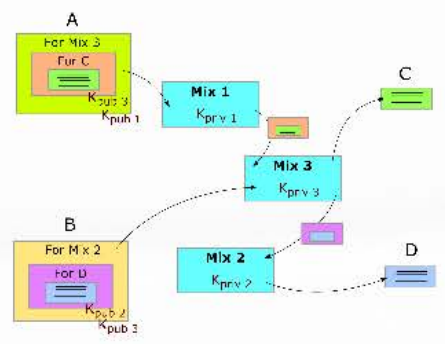 A
For Mix 3
For C
Kpub 3
Kpub 1
Mix 1
Kpriv 1
C
Mix 3
Kpriv 3
B
For Mix 2
For D
Kpub 2
Kpub 3
Mix 2
Kpriv 2
D